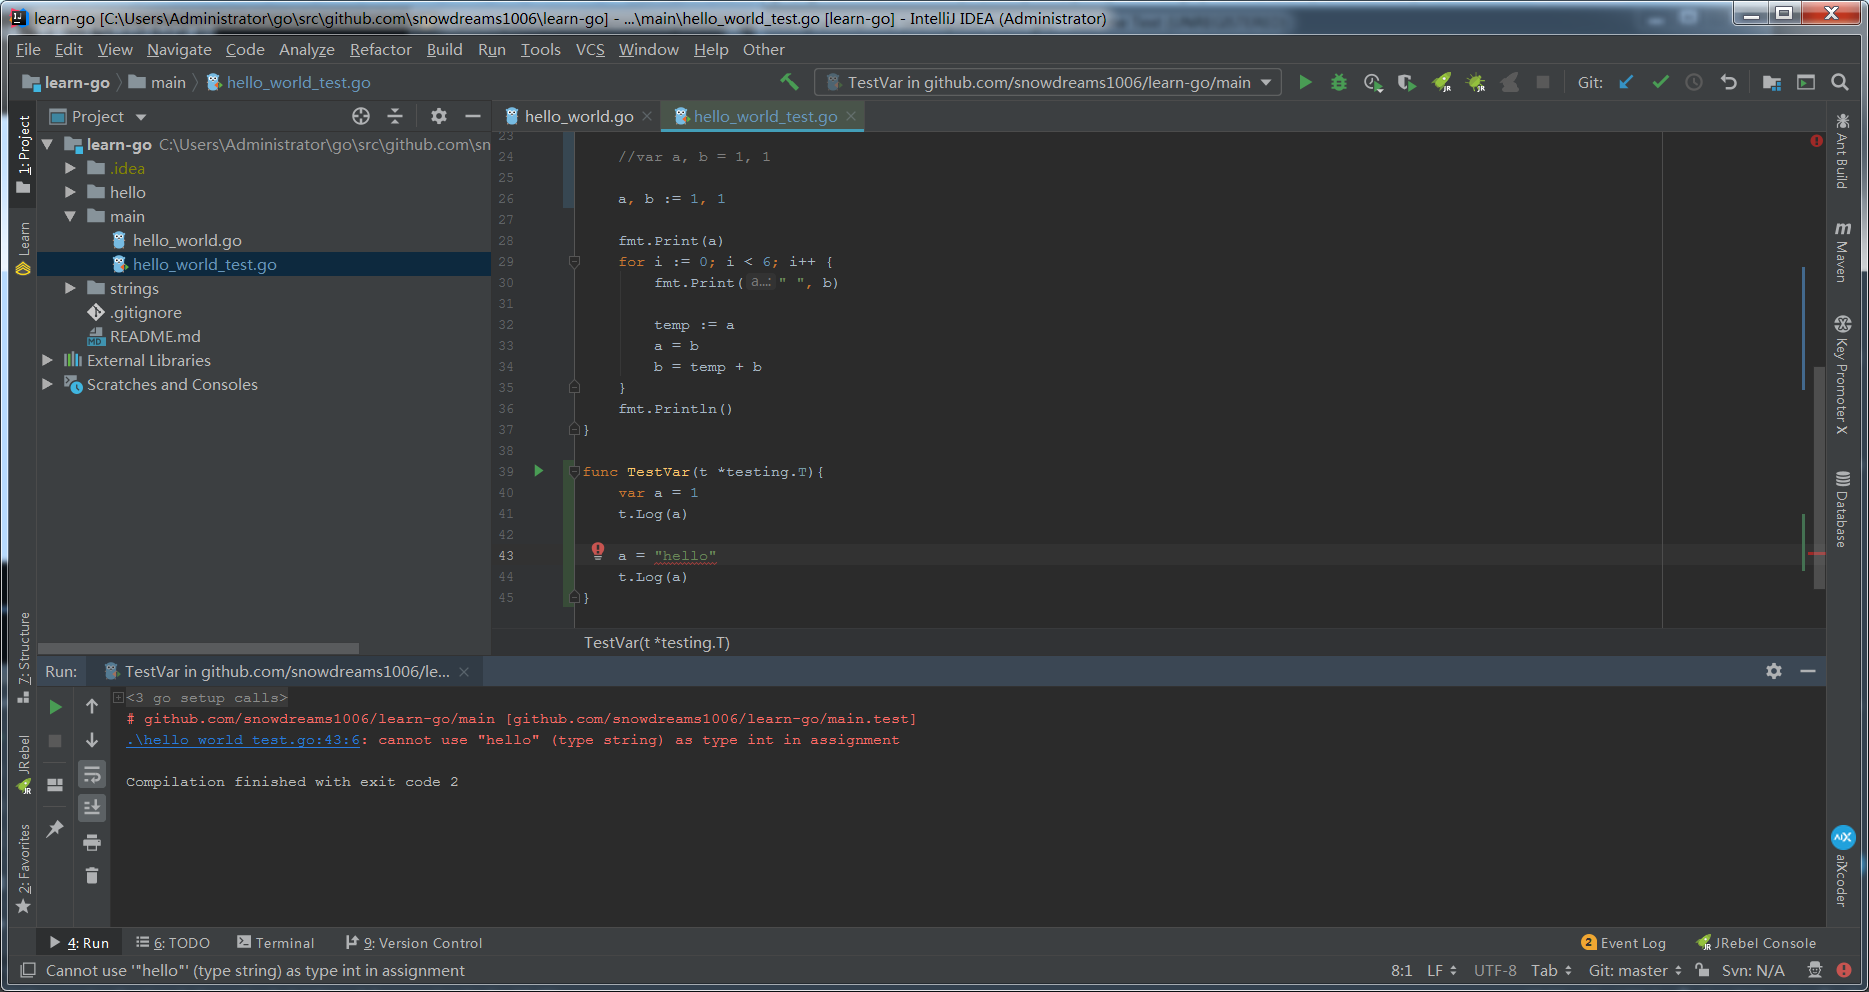 learn-go [C:\Users\Administrator\go\src\github.com\snowdreams1006\learn-go] - ...\main\hello_world_test.go [learn-go] - IntelliJ IDEA (Administrator)
File Edit View Navigate Code Analyze Refactor Build Run Tools VCS Window Help Other
learn-go main hello_world_test.go
TestVar in github.com/snowdreams1006/learn-go/main
Git:
1: Project
Learn
Z: Structure
JRebel
2: Favorites
Project
learn-go C:\Users\Administrator\go\src\github.com\sn
.idea
hello
main
hello_world.go
hello_world_test.go
strings
.gitignore
README.md
External Libraries
Scratches and Consoles
hello_world.go hello_world_test.go
23
24 //var a, b = 1, 1
25
26 a, b := 1, 1
27
28 fmt.Print(a)
29 for i := 0; i < 6; i++ {
30 fmt.Print( a...: " ", b)
31
32 temp := a
33 a = b
34 b = temp + b
35 }
36 fmt.Println()
37 }
38
39 func TestVar(t *testing.T){
40 var a = 1
41 t.Log(a)
42
43 a = "hello"
44 t.Log(a)
45 }
TestVar(t *testing.T)
Ant Build
Maven
Key Promoter X
Database
aiXcoder
Run: TestVar in github.com/snowdreams1006/le...
<3 go setup calls>
# github.com/snowdreams1006/learn-go/main [github.com/snowdreams1006/learn-go/main.test]
.\hello_world_test.go:43:6: cannot use "hello" (type string) as type int in assignment
Compilation finished with exit code 2
4: Run 6: TODO Terminal 9: Version Control
2 Event Log JRebel Console
Cannot use '"hello"' (type string) as type int in assignment
8:1 LF UTF-8 Tab Git: master Svn: N/A